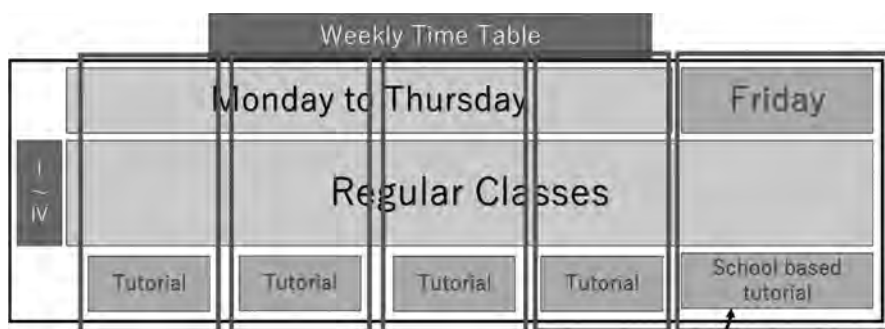 Weekly Time Table
Monday to Thursday
Friday
I
~
IV
Regular Classes
Tutorial
Tutorial
Tutorial
Tutorial
School based
tutorial